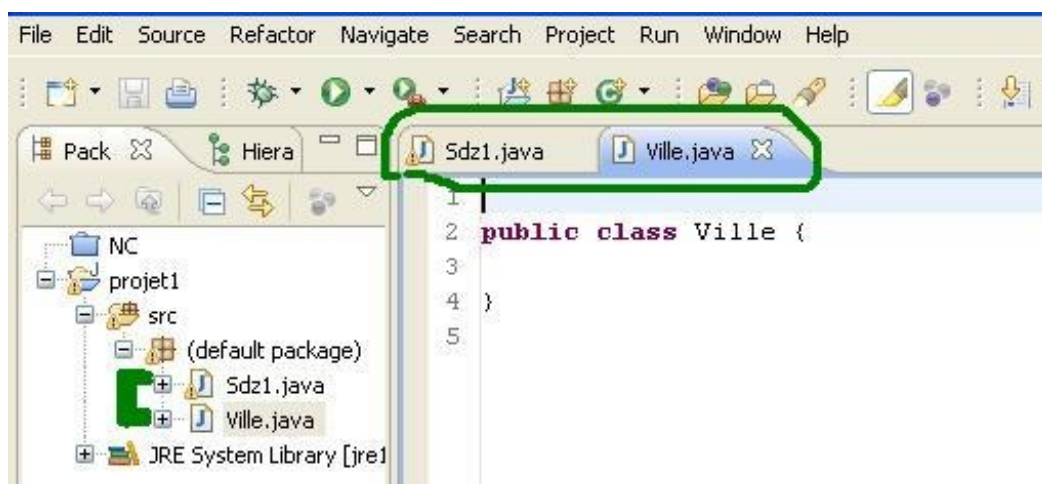 File Edit Source Refactor Navigate Search Project Run Window Help
Pack Hiera
Sdz1.java Ville.java
NC
projet1
src
(default package)
Sdz1.java
Ville.java
JRE System Library [jre1
1
2 public class Ville {
3
4 }
5